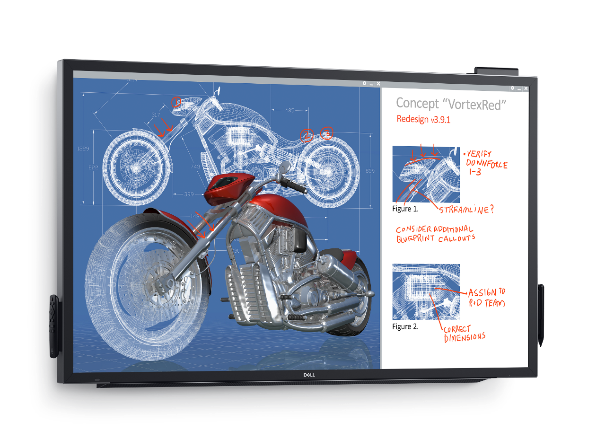 Concept "VortexRed"
Redesign v3.9.1
• VERIFY
DOWNFORCE
1-3
STREAMLINE?
Figure 1.
CONSIDER ADDITIONAL
BLUEPRINT CALLOUTS
ASSIGN TO
TEAM
Figure 2.
CORRECT
DIMENSIONS
DELL